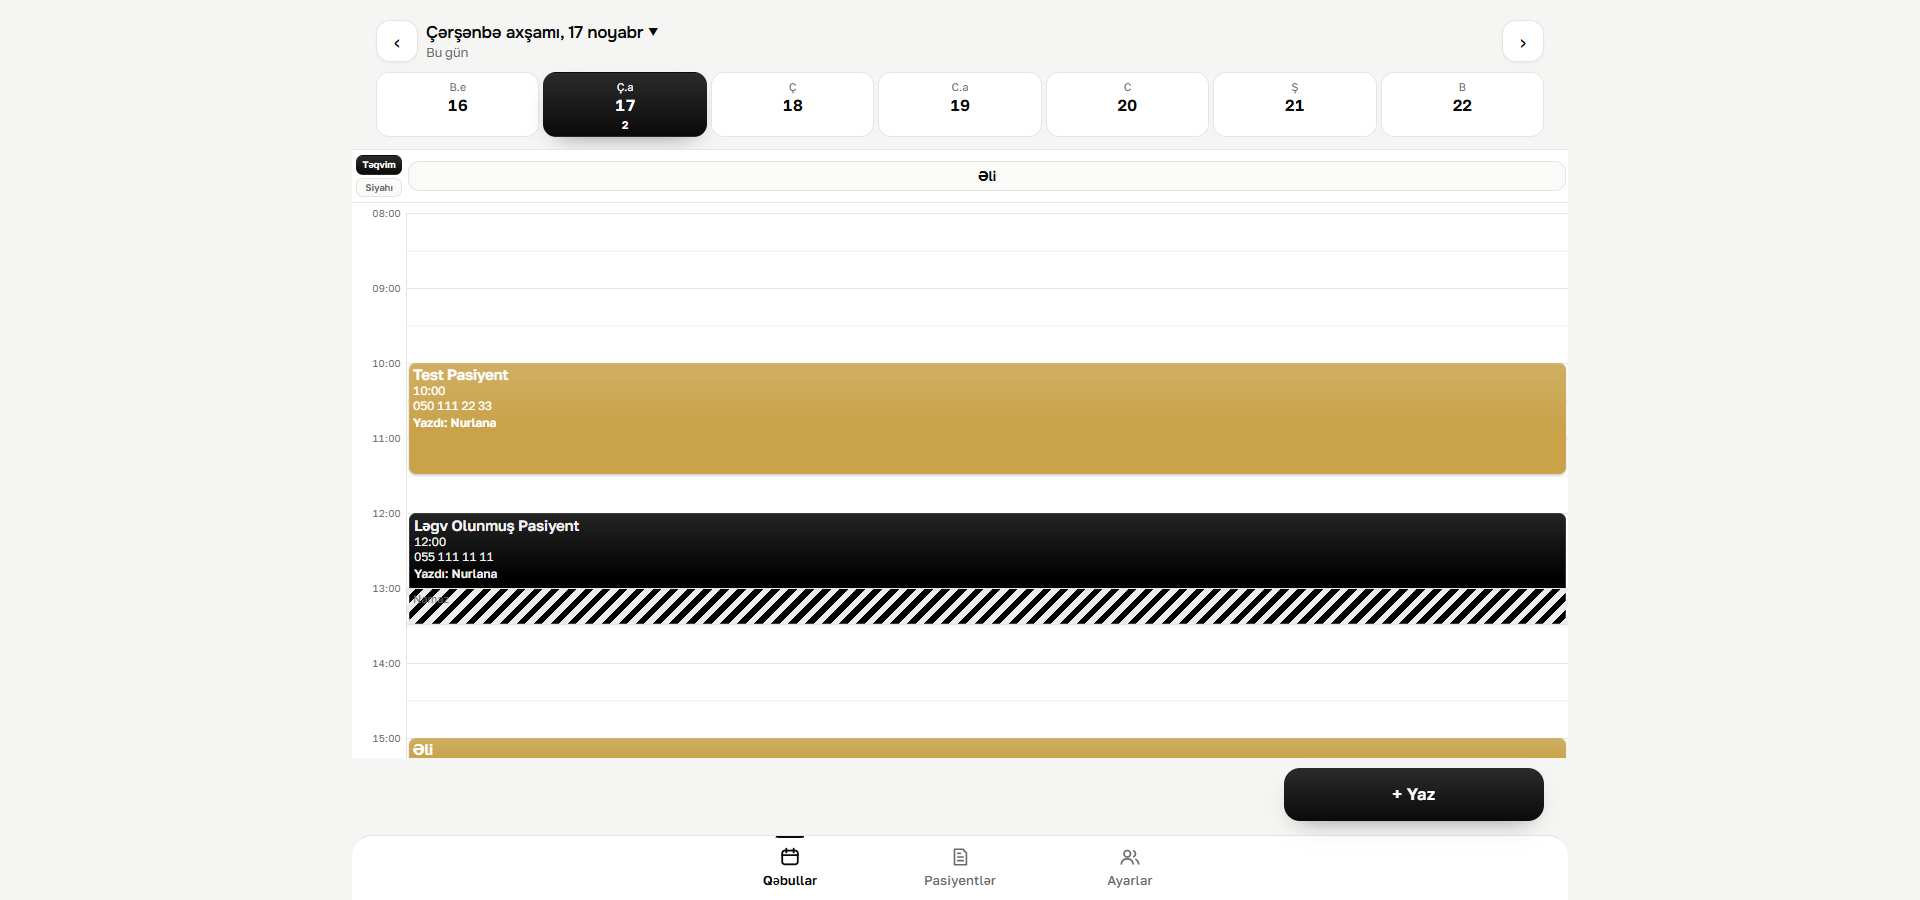 ‹
Çərşənbə axşamı, 17 noyabr ▼
Bu gün
›
B.e
16
Ç.a
17
2
Ç
18
C.a
19
C
20
Ş
21
B
22
Təqvim
Siyahı
Əli
08:00
09:00
10:00
Test Pasiyent
10:00
050 111 22 33
Yazdı: Nurlana
11:00
12:00
Ləgv Olunmuş Pasiyent
12:00
055 111 11 11
Yazdı: Nurlana
13:00
14:00
15:00
Əli
+ Yaz
Qəbullar
Pasiyentlər
Ayarlar